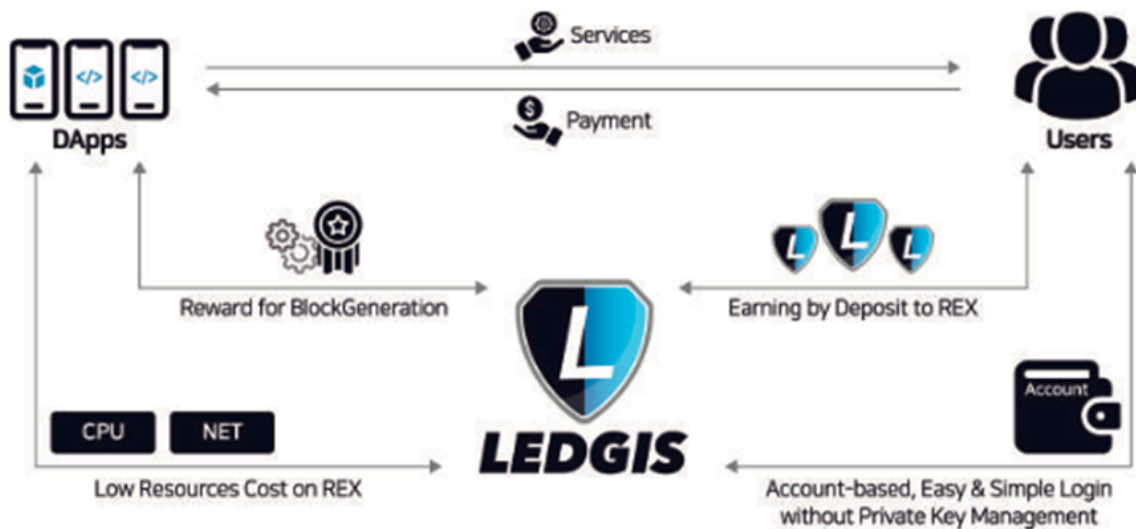 Services
Payment
DApps
Users
Reward for BlockGeneration
Earning by Deposit to REX
L
L
L
L
Account
CPU
NET
LEDGIS
Low Resources Cost on REX
Account-based, Easy & Simple Login
without Private Key Management